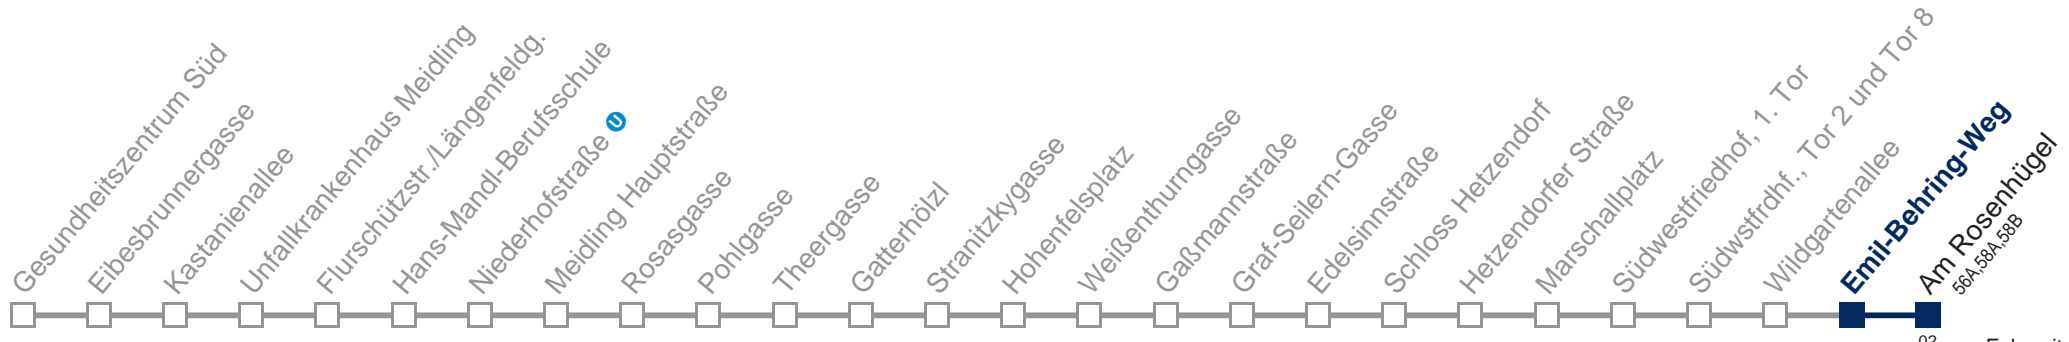 Gesundheitszentrum Süd
Eibesbrunnergasse
Kastanienallee
Unfallkrankenhaus Meidling
Flurschützstr./Längenfeldg.
Hans-Mandl-Berufsschule
Niederhofstraße U
Meidling Hauptstraße
Rosasgasse
Pohlgasse
Theergasse
Gatterhölzl
Stranitzkygasse
Hohenfelsplatz
Weißenthurngasse
Gaßmannstraße
Graf-Seilern-Gasse
Edelsinnstraße
Schloss Hetzendorf
Hetzendorfer Straße
Marschallplatz
Südwestfriedhof, 1. Tor
Südwstfrdhf., Tor 2 und Tor 8
Wildgartenallee
Emil-Behring-Weg
Am Rosenhügel
56A,58A,58B